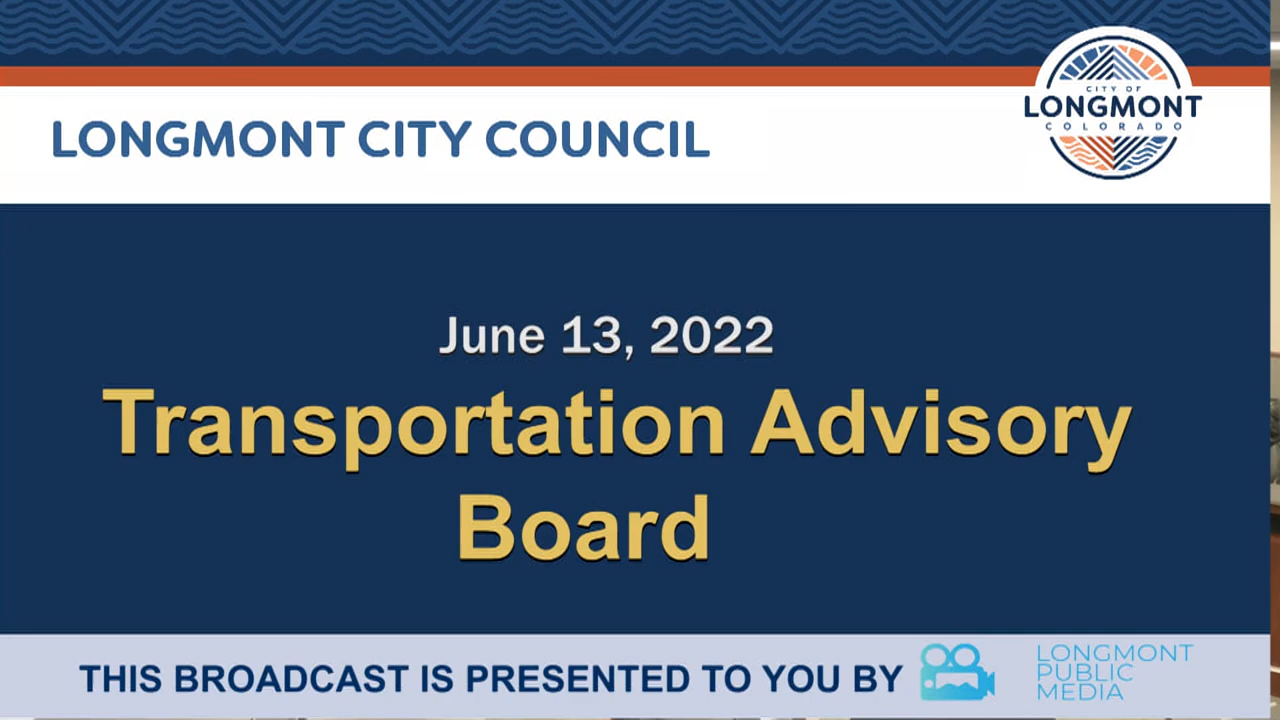 CITY OF
LONGMONT
COLORADO
LONGMONT CITY COUNCIL
June 13, 2022
Transportation Advisory
Board
THIS BROADCAST IS PRESENTED TO YOU BY
LONGMONT
PUBLIC
MEDIA